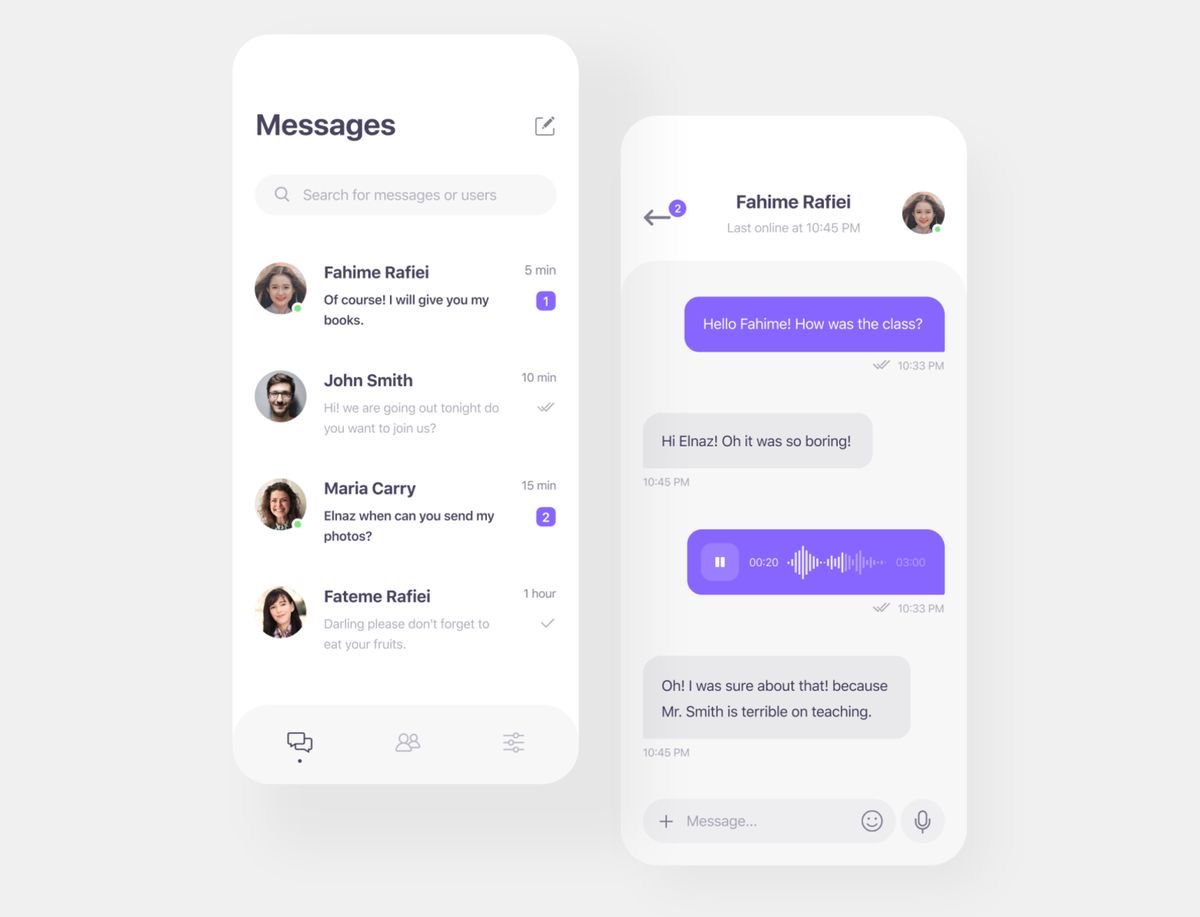 Messages
Search for messages or users
Fahime Rafiei
5 min
Of course! I will give you my
books.
1
John Smith
10 min
Hi! we are going out tonight do
you want to join us?
Maria Carry
15 min
Elnaz when can you send my
photos?
2
Fateme Rafiei
1 hour
Darling please don't forget to
eat your fruits.
2
Fahime Rafiei
Last online at 10:45 PM
Hello Fahime! How was the class?
10:33 PM
Hi Elnaz! Oh it was so boring!
10:45 PM
00:20
03:00
10:33 PM
Oh! I was sure about that! because
Mr. Smith is terrible on teaching.
10:45 PM
Message...